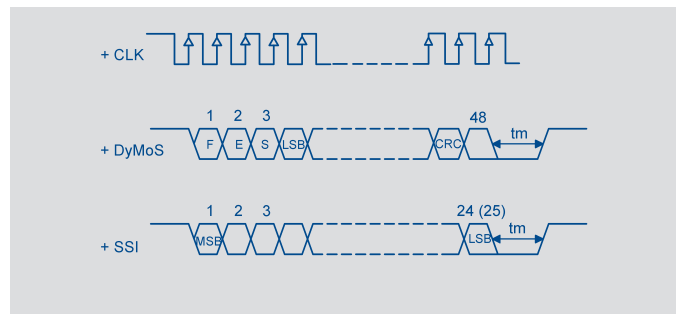 + CLK
1 2 3 48
+ DyMoS F E S LSB CRC tm
1 2 3 24 (25)
+ SSI MSB LSB tm